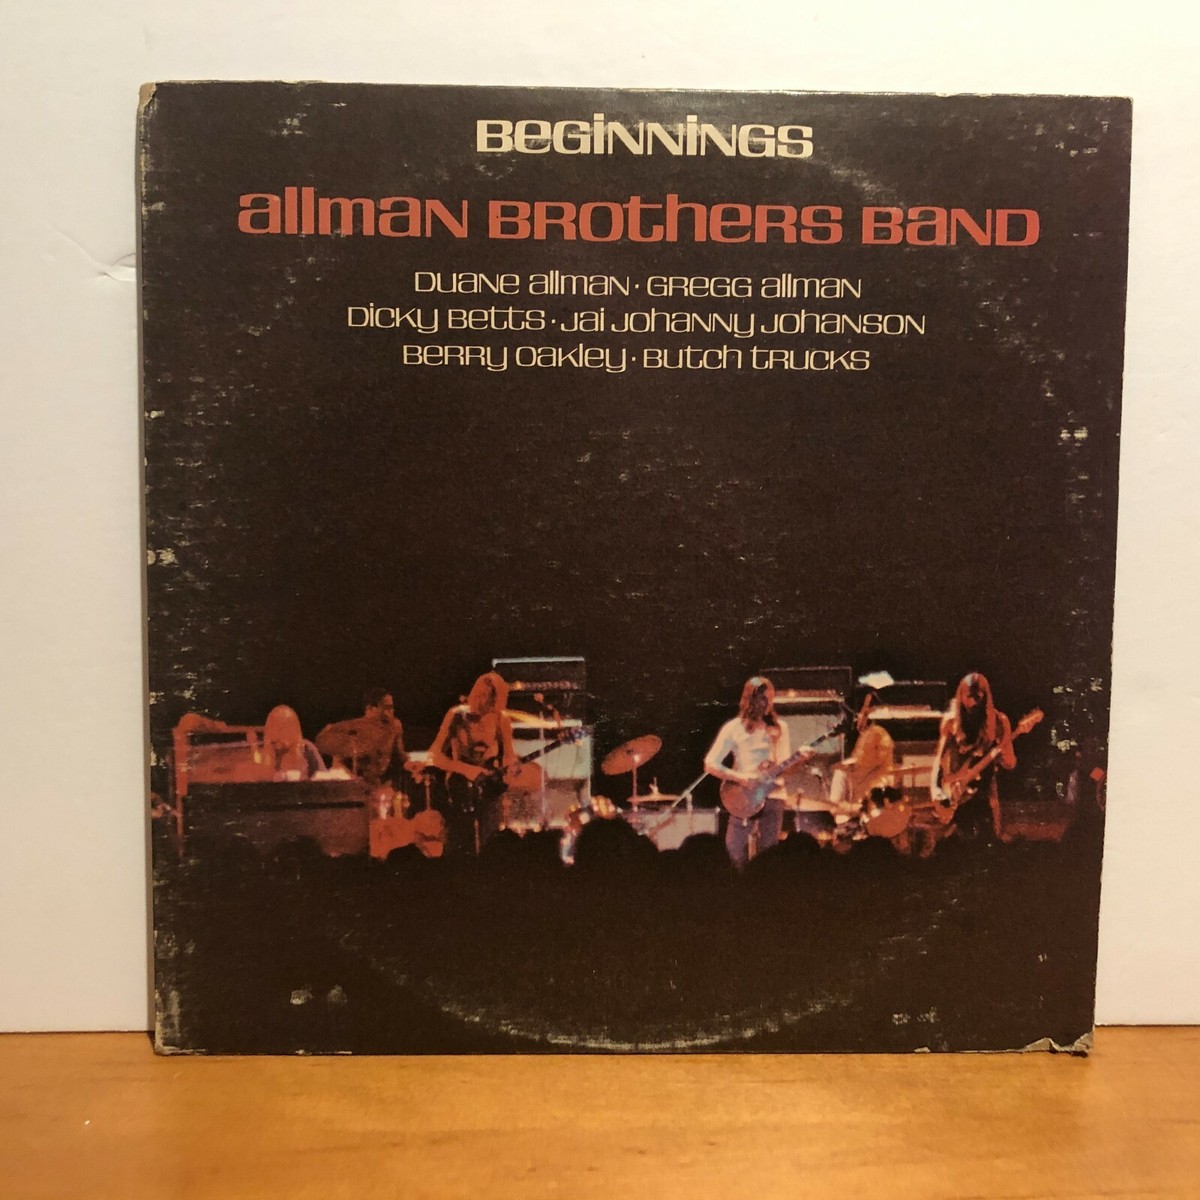 BEGINNINGS
allman BROTHERS BAND
DUANE allman · GREGG allman
Dicky BETTS · Jai JOHANNY JOHANSON
BERRY OAKLEY · BUTCH TRUCKS